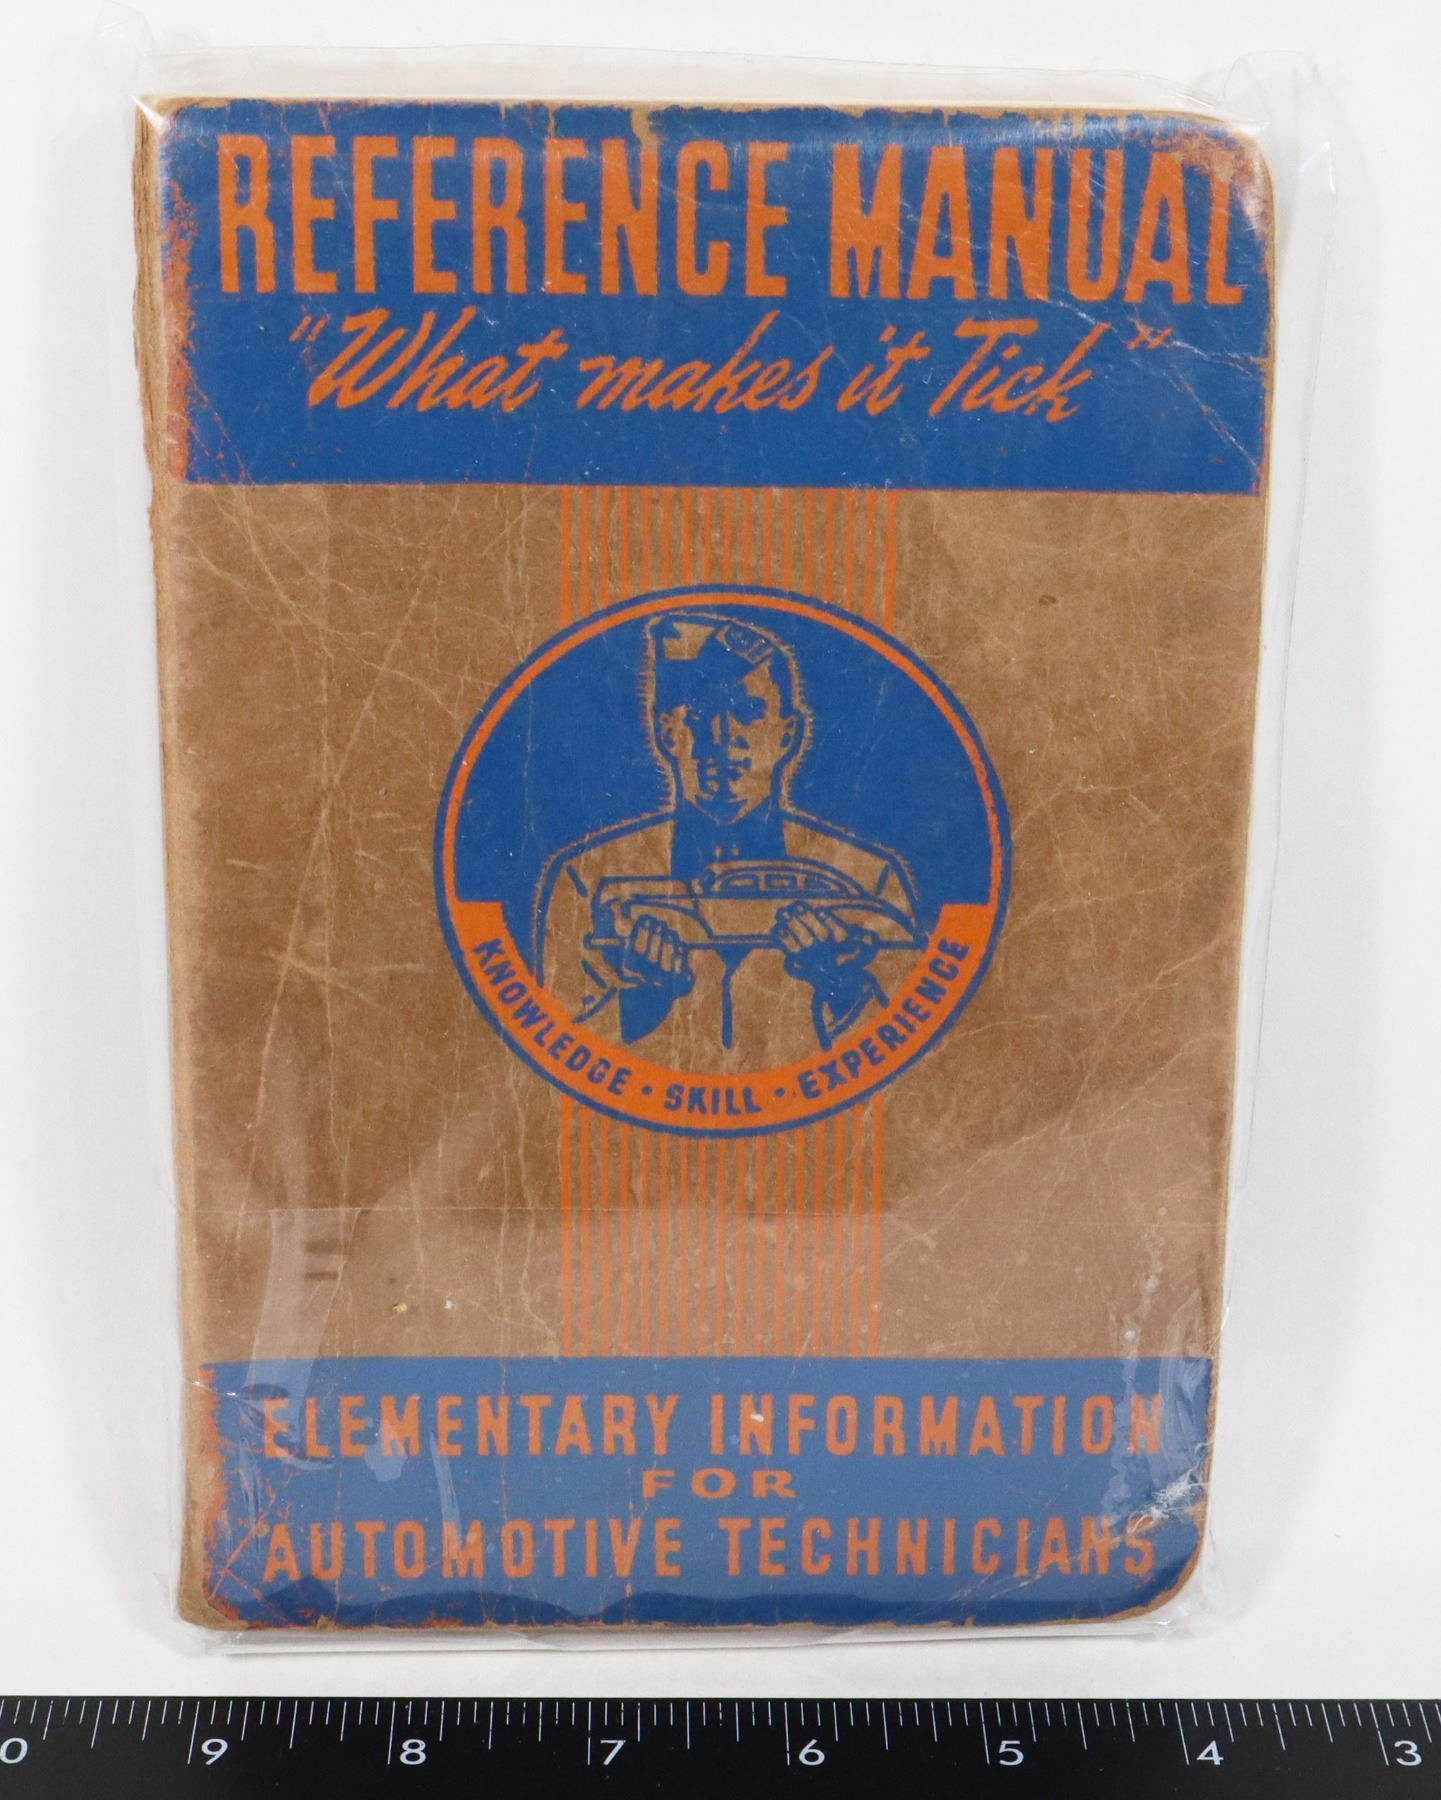 REFERENCE MANUAL
"What makes it Tick"
KNOWLEDGE • SKILL • EXPERIENCE
ELEMENTARY INFORMATION
FOR
AUTOMOTIVE TECHNICIANS
0 9 8 7 6 5 4 3